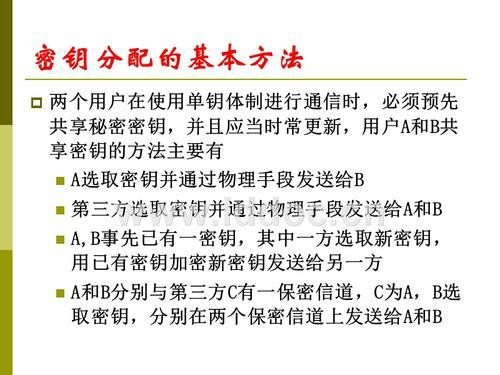 密钥分配的基本方法
两个用户在使用单钥体制进行通信时，必须预先
共享秘密密钥，并且应当时常更新，用户A和B共
享密钥的方法主要有
A选取密钥并通过物理手段发送给B
第三方选取密钥并通过物理手段发送给A和B
A,B事先已有一密钥，其中一方选取新密钥，
用已有密钥加密新密钥发送给另一方
A和B分别与第三方C有一保密信道，C为A，B选
取密钥，分别在两个保密信道上发送给A和B